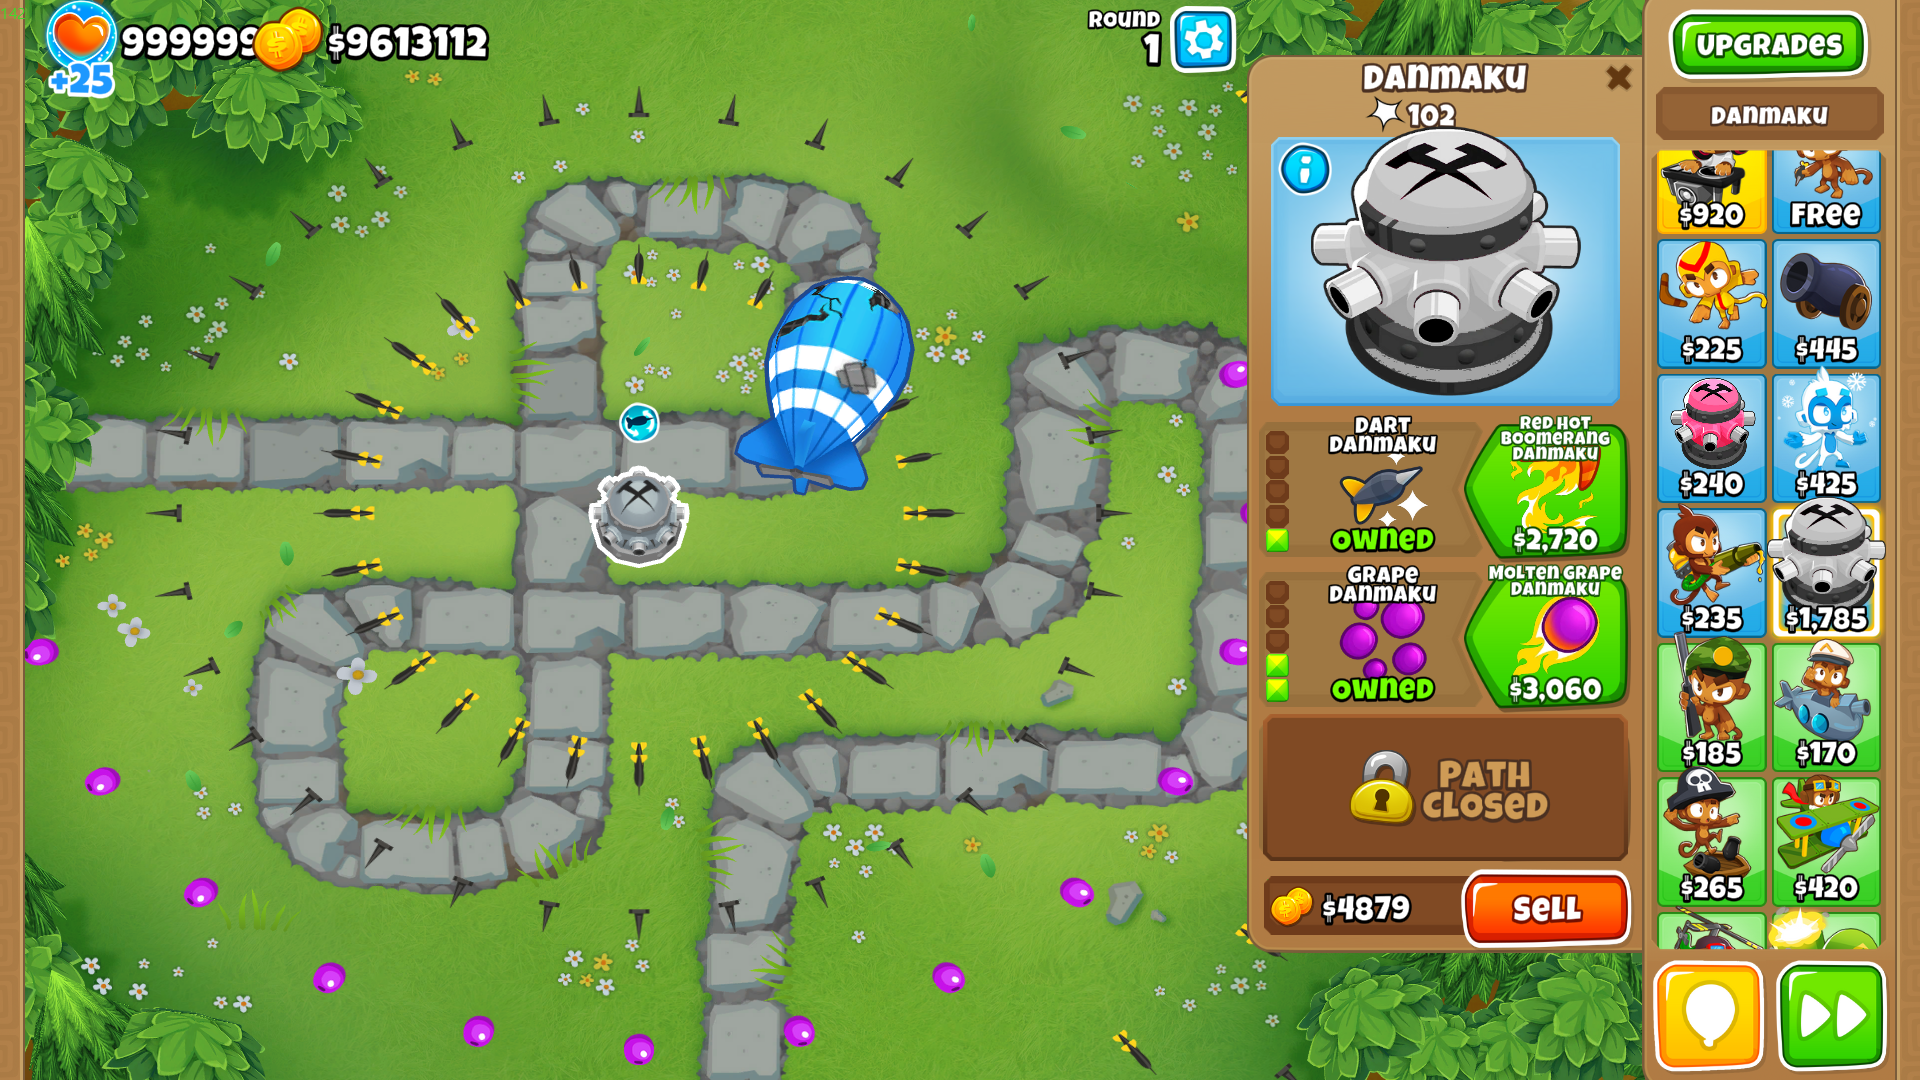 999999
$9613112
+25
ROUND
1
DANMAKU
102
DART
DANMAKU
OWNED
RED HOT
BOOMERANG
DANMAKU
$2,720
GRAPE
DANMAKU
OWNED
MOLTEN GRAPE
DANMAKU
$3,060
PATH
CLOSED
$4879
SELL
UPGRADES
DANMAKU
$920
FREE
$225
$445
$240
$425
$235
$1,785
$185
$170
$265
$420